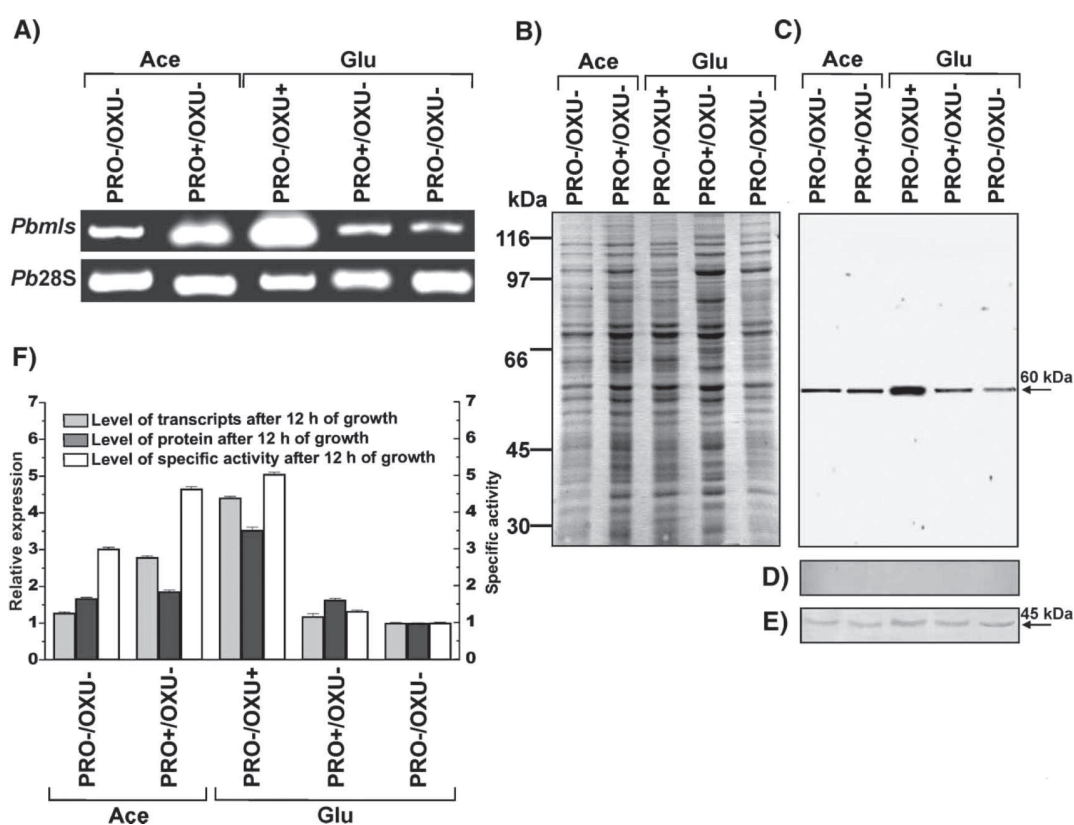 A)
Ace Glu
PRO-/OXU-
PRO+/OXU-
PRO-/OXU+
PRO+/OXU-
PRO-/OXU-
Pbmls
Pb28S
B)
Ace Glu
PRO-/OXU-
PRO+/OXU-
PRO-/OXU+
PRO+/OXU-
PRO-/OXU-
kDa
116
97
66
45
30
C)
Ace Glu
PRO-/OXU-
PRO+/OXU-
PRO-/OXU+
PRO+/OXU-
PRO-/OXU-
60 kDa
D)
E)
45 kDa
F)
Level of transcripts after 12 h of growth
Level of protein after 12 h of growth
Level of specific activity after 12 h of growth
Relative expression
7
6
5
4
3
2
1
0
Specific activity
7
6
5
4
3
2
1
0
PRO-/OXU-
PRO+/OXU-
PRO-/OXU+
PRO+/OXU-
PRO-/OXU-
Ace Glu